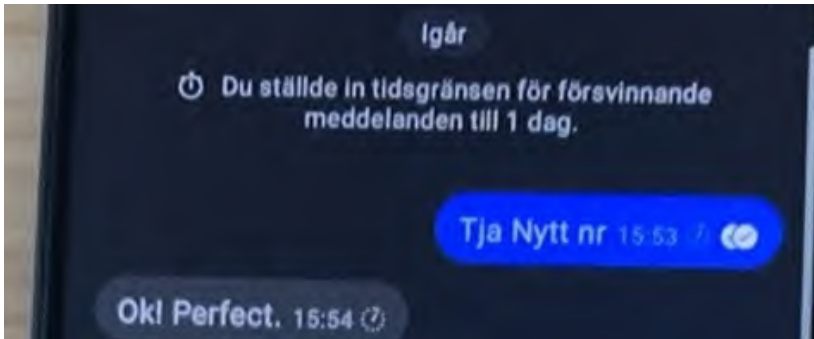 Igår
Du ställde in tidsgränsen för försvinnande
meddelanden till 1 dag.
Tja Nytt nr 15:53
Ok! Perfect. 15:54